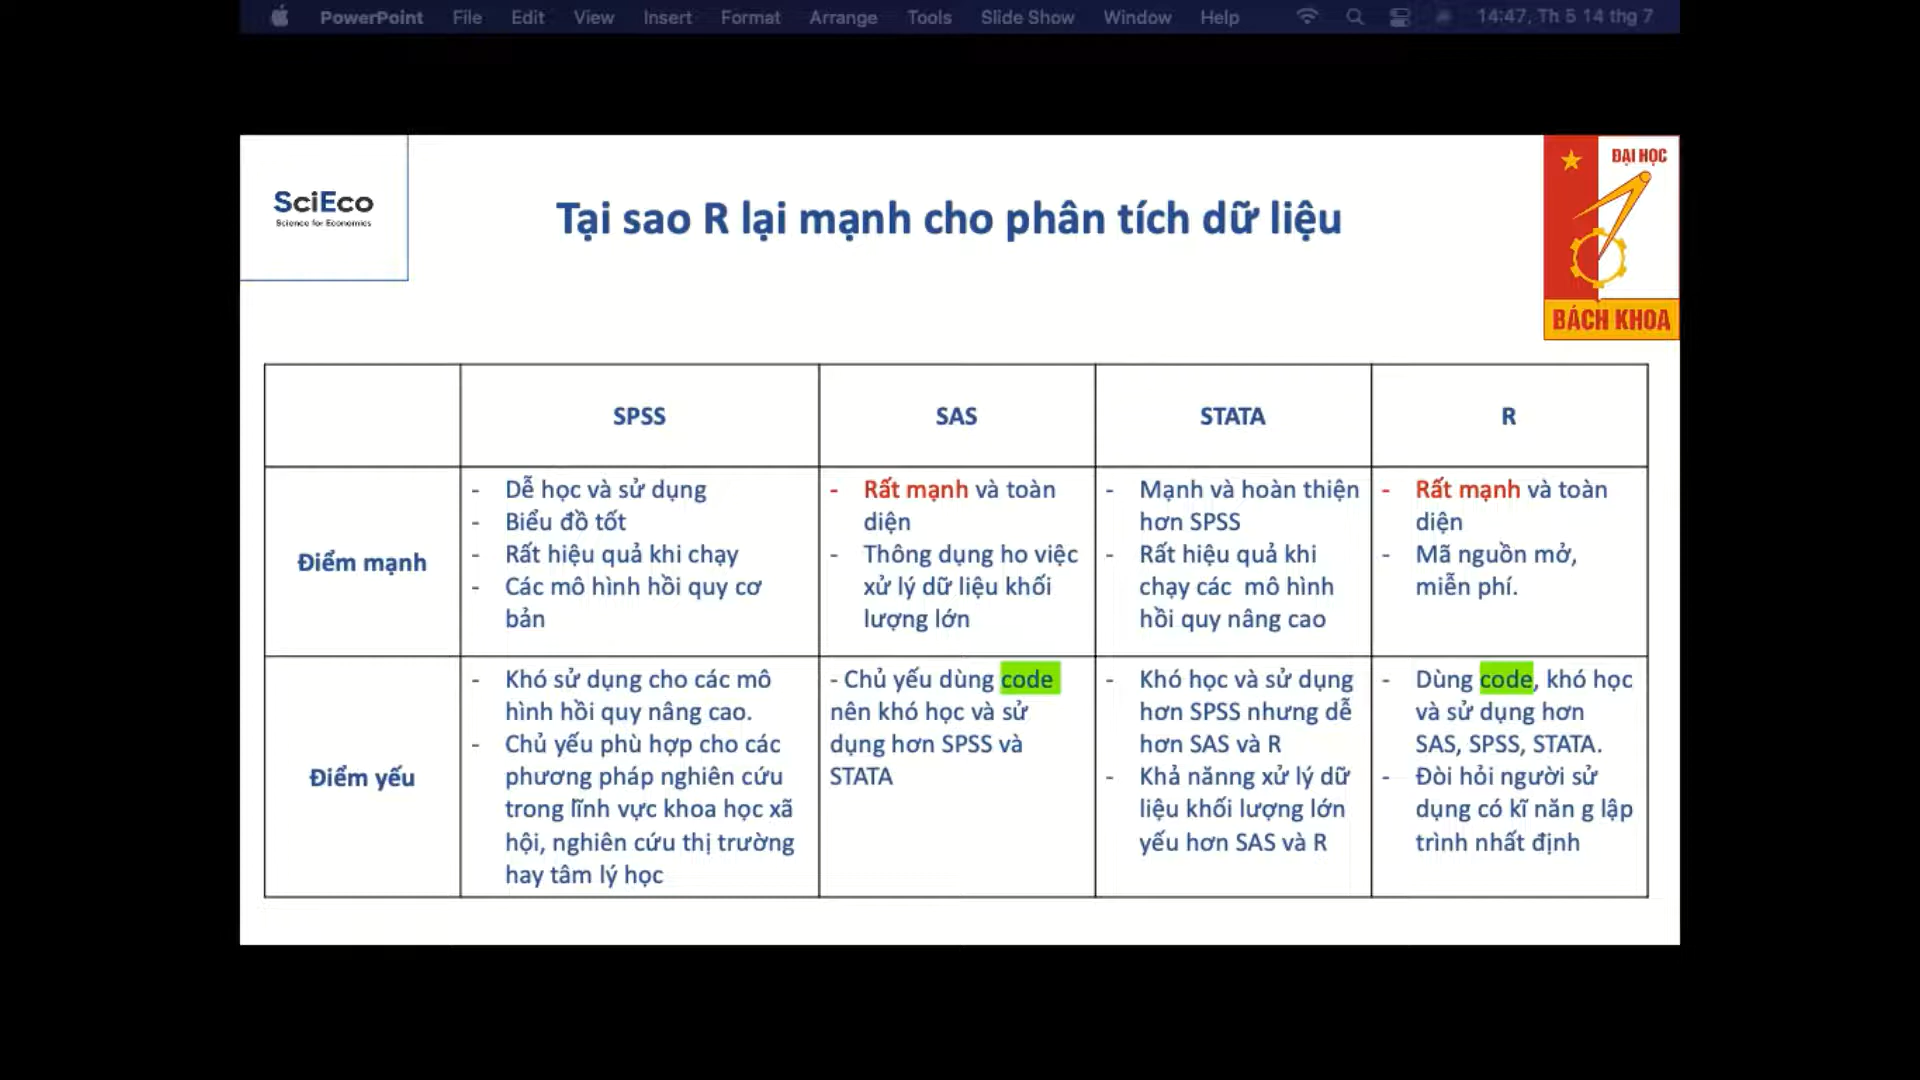 PowerPoint File Edit View Insert Format Arrange Tools Slide Show Window Help 14:47, Th 5 14 thg 7
SciEco
Science for Economics
Tại sao R lại mạnh cho phân tích dữ liệu
ĐẠI HỌC
BÁCH KHOA
SPSS
SAS
STATA
R
Điểm mạnh
- Dễ học và sử dụng
- Biểu đồ tốt
- Rất hiệu quả khi chạy
- Các mô hình hồi quy cơ
bản
- Rất mạnh và toàn
diện
- Thông dụng ho việc
xử lý dữ liệu khối
lượng lớn
- Mạnh và hoàn thiện
hơn SPSS
- Rất hiệu quả khi
chạy các mô hình
hồi quy nâng cao
- Rất mạnh và toàn
diện
- Mã nguồn mở,
miễn phí.
Điểm yếu
- Khó sử dụng cho các mô
hình hồi quy nâng cao.
- Chủ yếu phù hợp cho các
phương pháp nghiên cứu
trong lĩnh vực khoa học xã
hội, nghiên cứu thị trường
hay tâm lý học
- Chủ yếu dùng code
nên khó học và sử
dụng hơn SPSS và
STATA
- Khó học và sử dụng
hơn SPSS nhưng dễ
hơn SAS và R
- Khả nănng xử lý dữ
liệu khối lượng lớn
yếu hơn SAS và R
- Dùng code, khó học
và sử dụng hơn
SAS, SPSS, STATA.
- Đòi hỏi người sử
dụng có kĩ năn g lập
trình nhất định